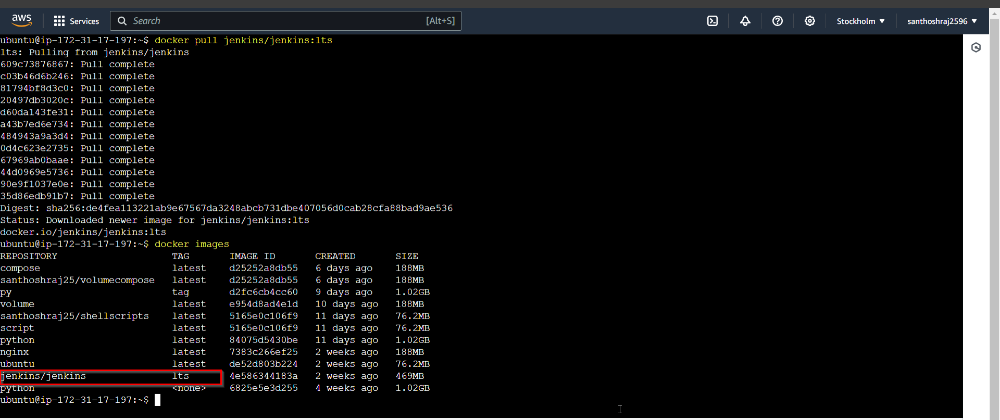 aws Services Search [Alt+S] Stockholm santhoshraj2596
ubuntu@ip-172-31-17-197:~$ docker pull jenkins/jenkins:lts
lts: Pulling from jenkins/jenkins
609c73876867: Pull complete
c03b46d6b246: Pull complete
81794bf8d3c0: Pull complete
20497db3020c: Pull complete
d60da143fe31: Pull complete
a43b7ed6e734: Pull complete
484943a9a3d4: Pull complete
0d4c623e2735: Pull complete
67969ab0baae: Pull complete
44d0969e5736: Pull complete
90e9f1037e0e: Pull complete
35d86edb91b7: Pull complete
Digest: sha256:de4fea113221ab9e67567da3248abcb731dbe407056d0cab28cfa88bad9ae536
Status: Downloaded newer image for jenkins/jenkins:lts
docker.io/jenkins/jenkins:lts
ubuntu@ip-172-31-17-197:~$ docker images
REPOSITORY TAG IMAGE ID CREATED SIZE
compose latest d25252a8db55 6 days ago 188MB
santhoshraj25/volumecompose latest d25252a8db55 6 days ago 188MB
py tag d2fc6cb4cc60 9 days ago 1.02GB
volume latest e954d8ad4e1d 10 days ago 188MB
santhoshraj25/shellscripts latest 5165e0c106f9 11 days ago 76.2MB
script latest 5165e0c106f9 11 days ago 76.2MB
python latest 84075d5430be 11 days ago 1.02GB
nginx latest 7383c266ef25 2 weeks ago 188MB
ubuntu latest de52d803b224 2 weeks ago 76.2MB
jenkins/jenkins lts 4e586344183a 2 weeks ago 469MB
python <none> 6825e5e3d255 4 weeks ago 1.02GB
ubuntu@ip-172-31-17-197:~$